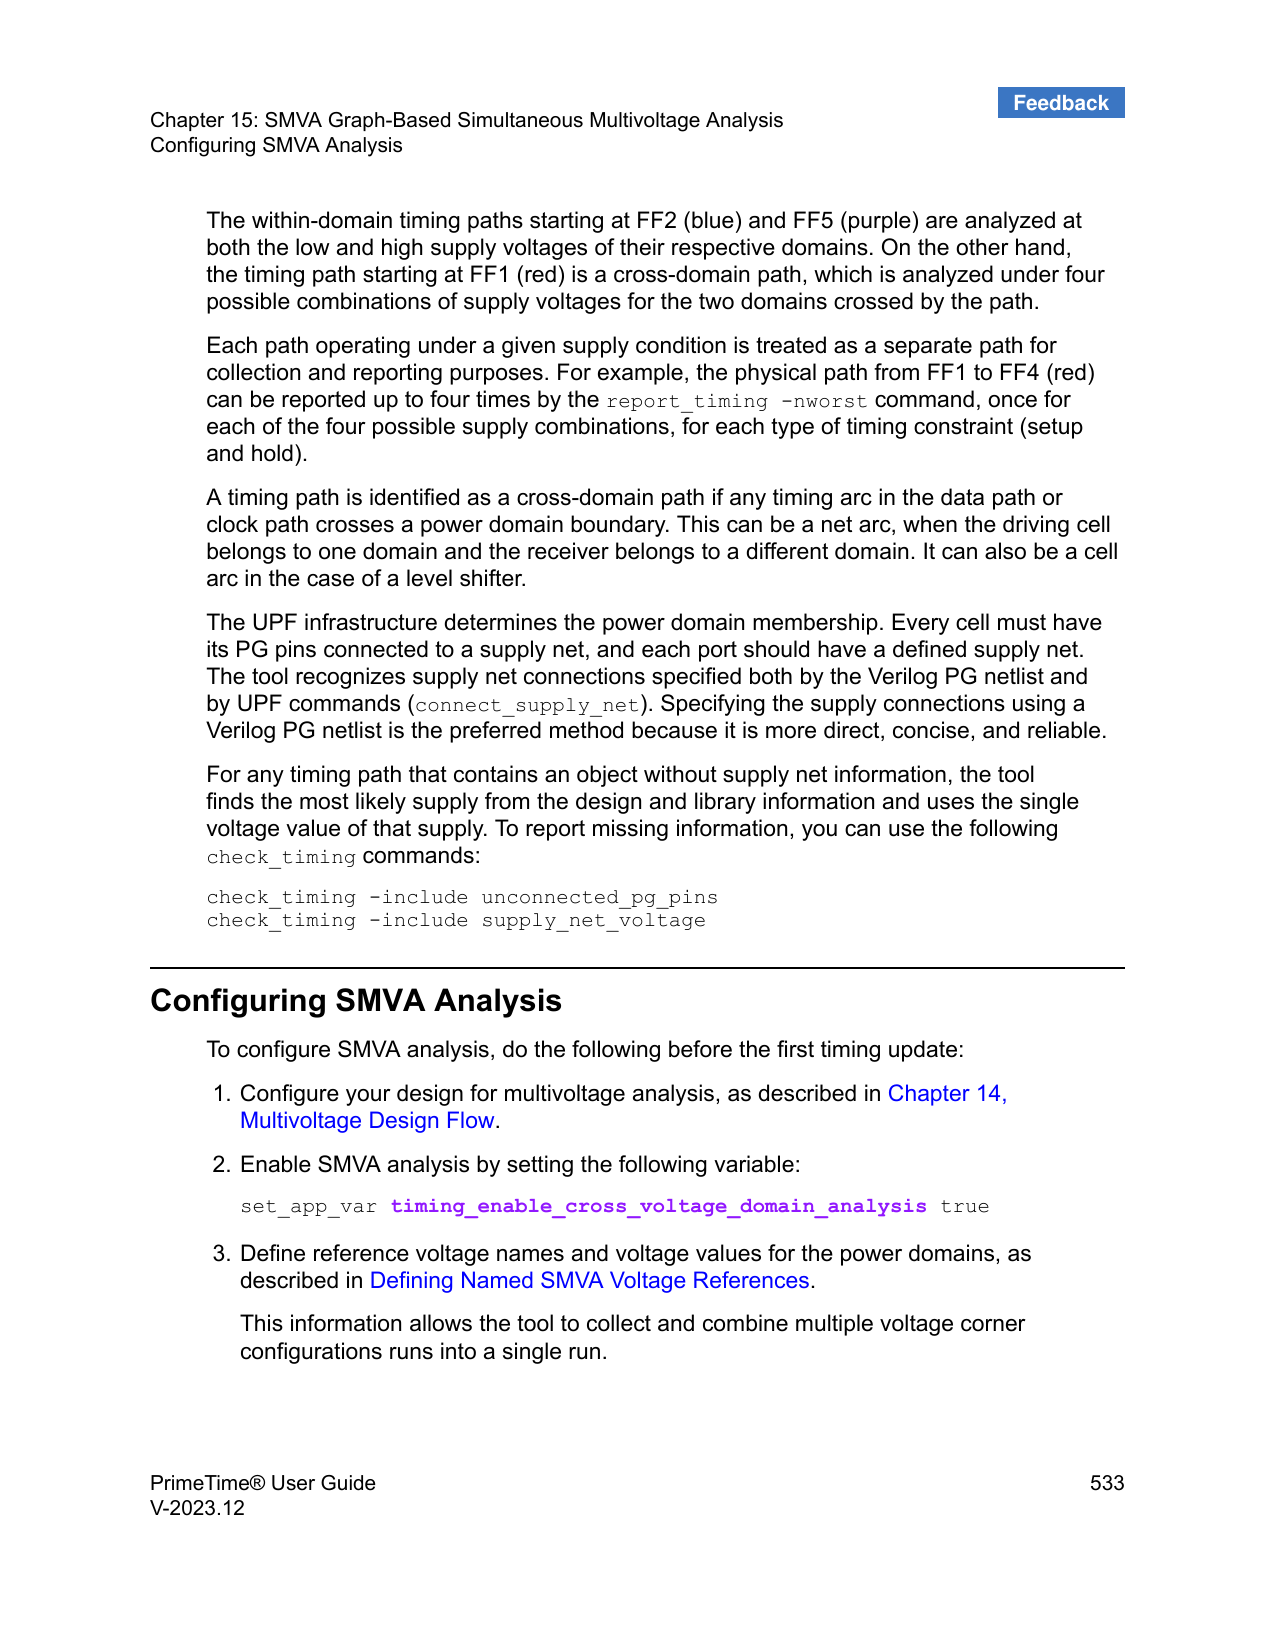 Feedback
Chapter 15: SMVA Graph-Based Simultaneous Multivoltage Analysis
Configuring SMVA Analysis
The within-domain timing paths starting at FF2 (blue) and FF5 (purple) are analyzed at
both the low and high supply voltages of their respective domains. On the other hand,
the timing path starting at FF1 (red) is a cross-domain path, which is analyzed under four
possible combinations of supply voltages for the two domains crossed by the path.
Each path operating under a given supply condition is treated as a separate path for
collection and reporting purposes. For example, the physical path from FF1 to FF4 (red)
can be reported up to four times by the report_timing -nworst command, once for
each of the four possible supply combinations, for each type of timing constraint (setup
and hold).
A timing path is identified as a cross-domain path if any timing arc in the data path or
clock path crosses a power domain boundary. This can be a net arc, when the driving cell
belongs to one domain and the receiver belongs to a different domain. It can also be a cell
arc in the case of a level shifter.
The UPF infrastructure determines the power domain membership. Every cell must have
its PG pins connected to a supply net, and each port should have a defined supply net.
The tool recognizes supply net connections specified both by the Verilog PG netlist and
by UPF commands (connect_supply_net). Specifying the supply connections using a
Verilog PG netlist is the preferred method because it is more direct, concise, and reliable.
For any timing path that contains an object without supply net information, the tool
finds the most likely supply from the design and library information and uses the single
voltage value of that supply. To report missing information, you can use the following
check_timing commands:
check_timing -include unconnected_pg_pins
check_timing -include supply_net_voltage
Configuring SMVA Analysis
To configure SMVA analysis, do the following before the first timing update:
1. Configure your design for multivoltage analysis, as described in Chapter 14,
Multivoltage Design Flow.
2. Enable SMVA analysis by setting the following variable:
set_app_var timing_enable_cross_voltage_domain_analysis true
3. Define reference voltage names and voltage values for the power domains, as
described in Defining Named SMVA Voltage References.
This information allows the tool to collect and combine multiple voltage corner
configurations runs into a single run.
PrimeTime® User Guide
533
V-2023.12